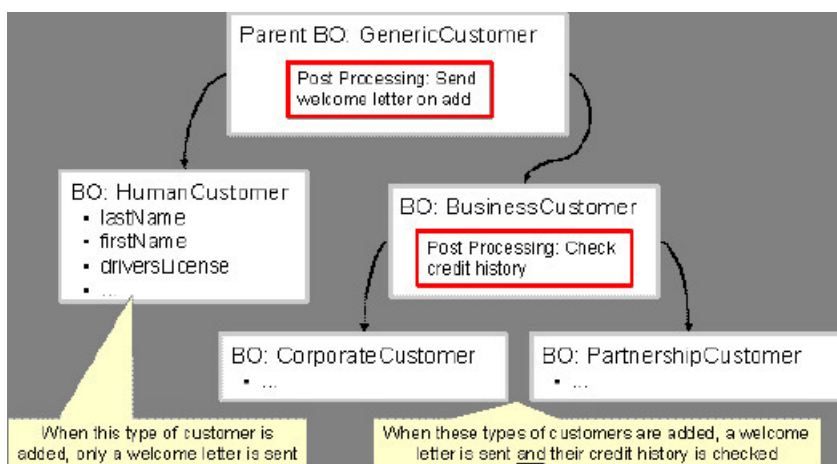 Parent BO: GenericCustomer
Post Processing: Send
welcome letter on add
BO: HumanCustomer
▪ lastName
▪ firstName
▪ driversLicense
▪ ...
BO: BusinessCustomer
Post Processing: Check
credit history
BO: CorporateCustomer
▪ ...
BO: PartnershipCustomer
▪ ...
When this type of customer is
added, only a welcome letter is sent
When these types of customers are added, a welcome
letter is sent and their credit history is checked